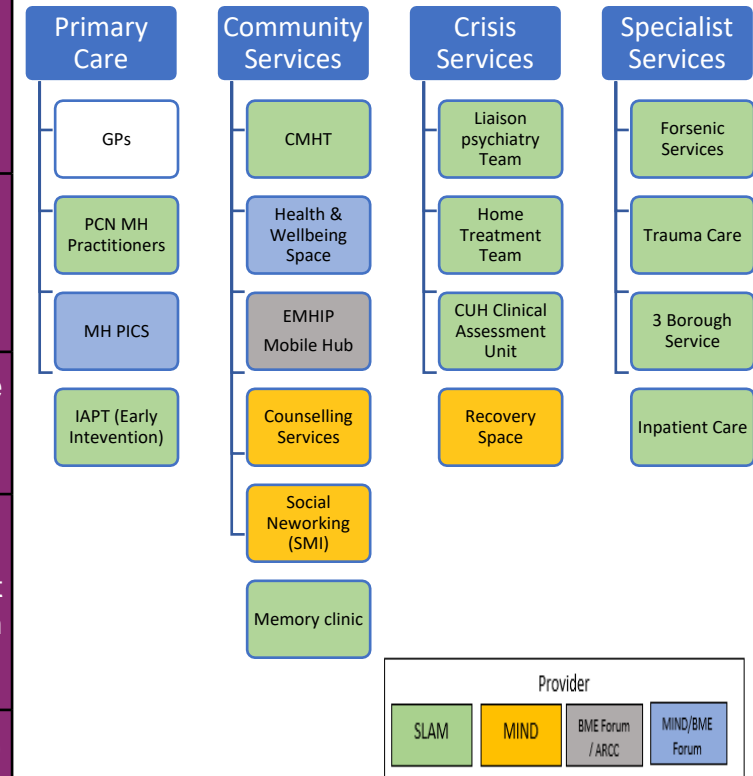 Primary
Care
GPs
PCN MH
Practitioners
MH PICS
IAPT (Early
Intevention)
Community
Services
CMHT
Health &
Wellbeing
Space
EMHIP
Mobile Hub
Counselling
Services
Social
Neworking
(SMI)
Memory clinic
Crisis
Services
Liaison
psychiatry
Team
Home
Treatment
Team
CUH Clinical
Assessment
Unit
Recovery
Space
Specialist
Services
Forsenic
Services
Trauma Care
3 Borough
Service
Inpatient Care
Provider
SLAM
MIND
BME Forum
/ ARCC
MIND/BME
Forum